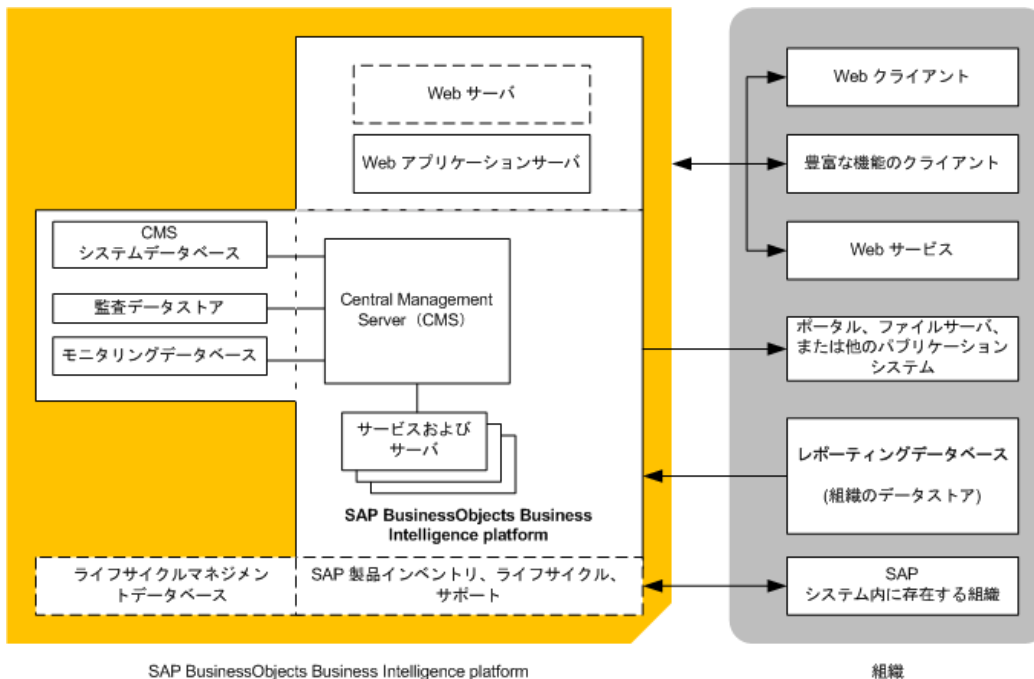 Web サーバ
Web アプリケーションサーバ
CMS
システムデータベース
監査データストア
モニタリングデータベース
Central Management
Server（CMS）
サービスおよび
サーバ
SAP BusinessObjects Business
Intelligence platform
ライフサイクルマネジメン
トデータベース
SAP 製品インベントリ、ライフサイクル、
サポート
SAP BusinessObjects Business Intelligence platform
Web クライアント
豊富な機能のクライアント
Web サービス
ポータル、ファイルサーバ、
または他のパブリケーション
システム
レポーティングデータベース
(組織のデータストア)
SAP
システム内に存在する組織
組織